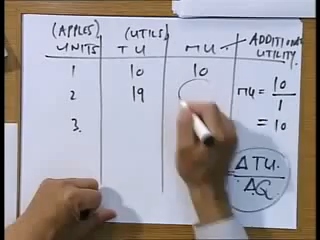 (APPLES) (UTILS) ADDITIONAL
UNITS TU MU UTILITY
1 10 10
2 19 MU = 10/1
3. = 10
= ΔTU. / ΔQ.